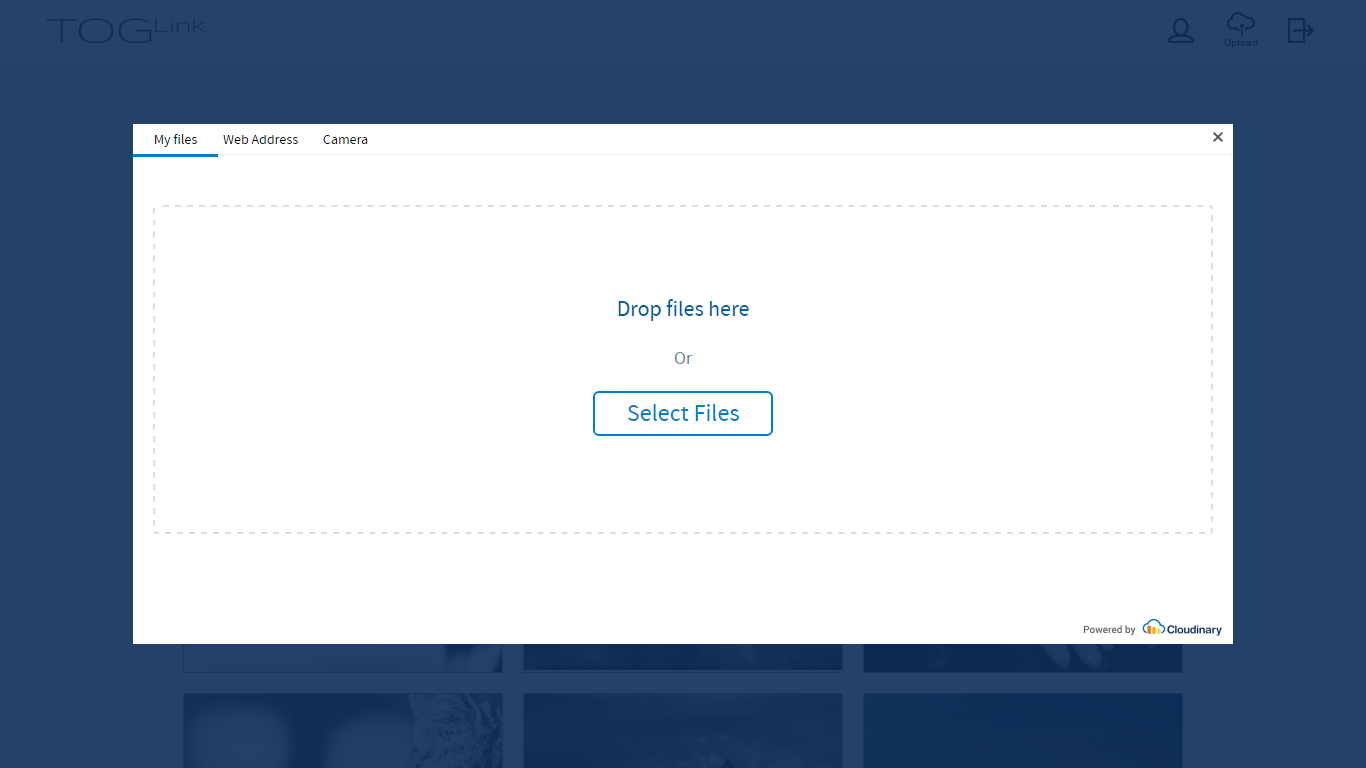 TOGLink
Upload
My files Web Address Camera
Drop files here
Or
Select Files
Powered by Cloudinary